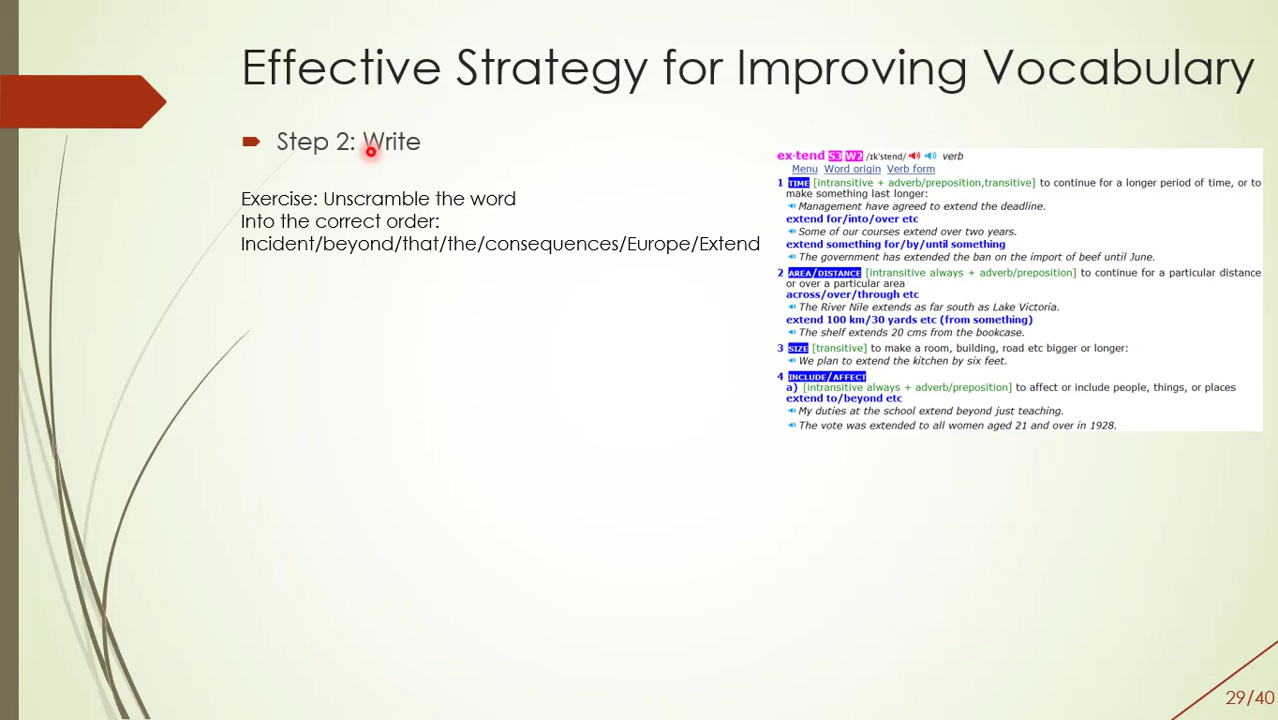 Effective Strategy for Improving Vocabulary
Step 2: Write
Exercise: Unscramble the word
Into the correct order:
Incident/beyond/that/the/consequences/Europe/Extend
ex·tend S3 W2 /ɪkˈstend/ verb
Menu Word origin Verb form
1 TIME [intransitive + adverb/preposition,transitive] to continue for a longer period of time, or to
make something last longer:
Management have agreed to extend the deadline.
extend for/into/over etc
Some of our courses extend over two years.
extend something for/by/until something
The government has extended the ban on the import of beef until June.
2 AREA/DISTANCE [intransitive always + adverb/preposition] to continue for a particular distance
or over a particular area
across/over/through etc
The River Nile extends as far south as Lake Victoria.
extend 100 km/30 yards etc (from something)
The shelf extends 20 cms from the bookcase.
3 SIZE [transitive] to make a room, building, road etc bigger or longer:
We plan to extend the kitchen by six feet.
4 INCLUDE/AFFECT
a) [intransitive always + adverb/preposition] to affect or include people, things, or places
extend to/beyond etc
My duties at the school extend beyond just teaching.
The vote was extended to all women aged 21 and over in 1928.
29/40